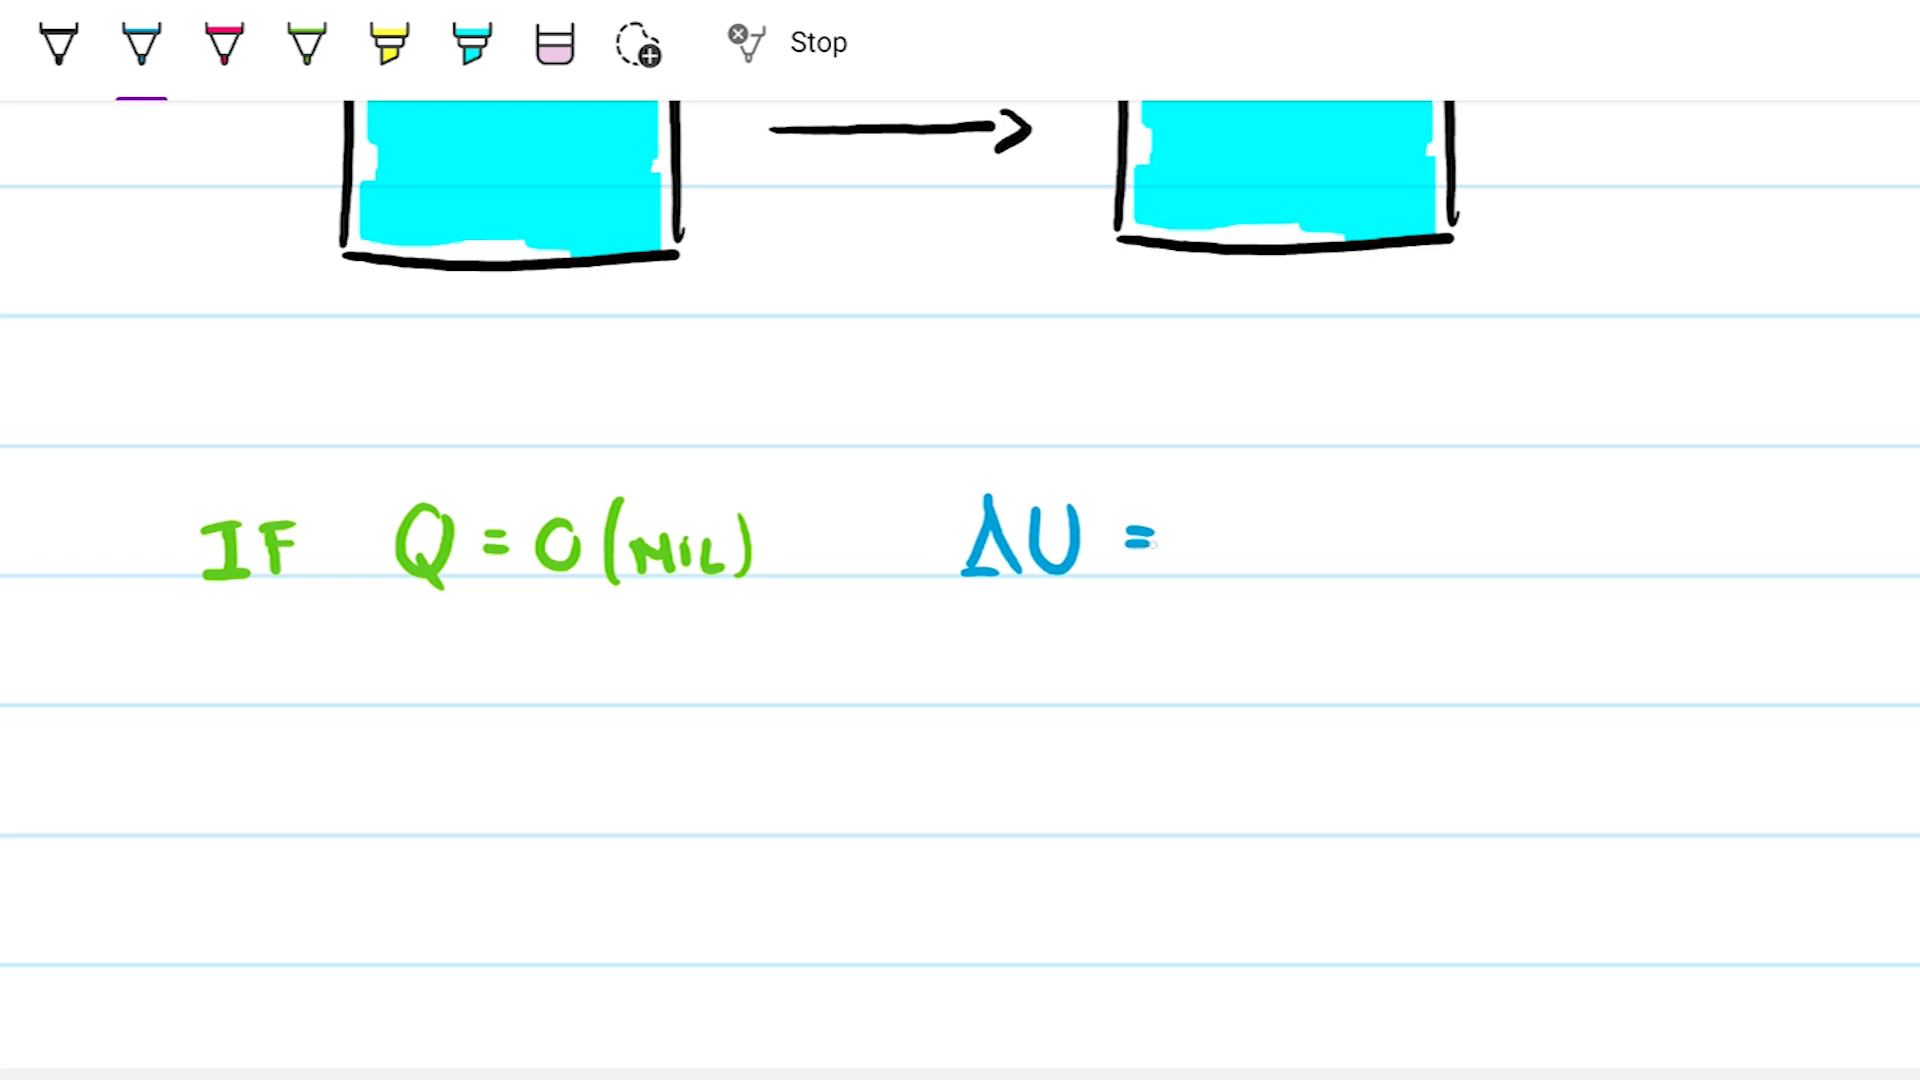 Stop
IF Q = 0 (NIL) ΔU =